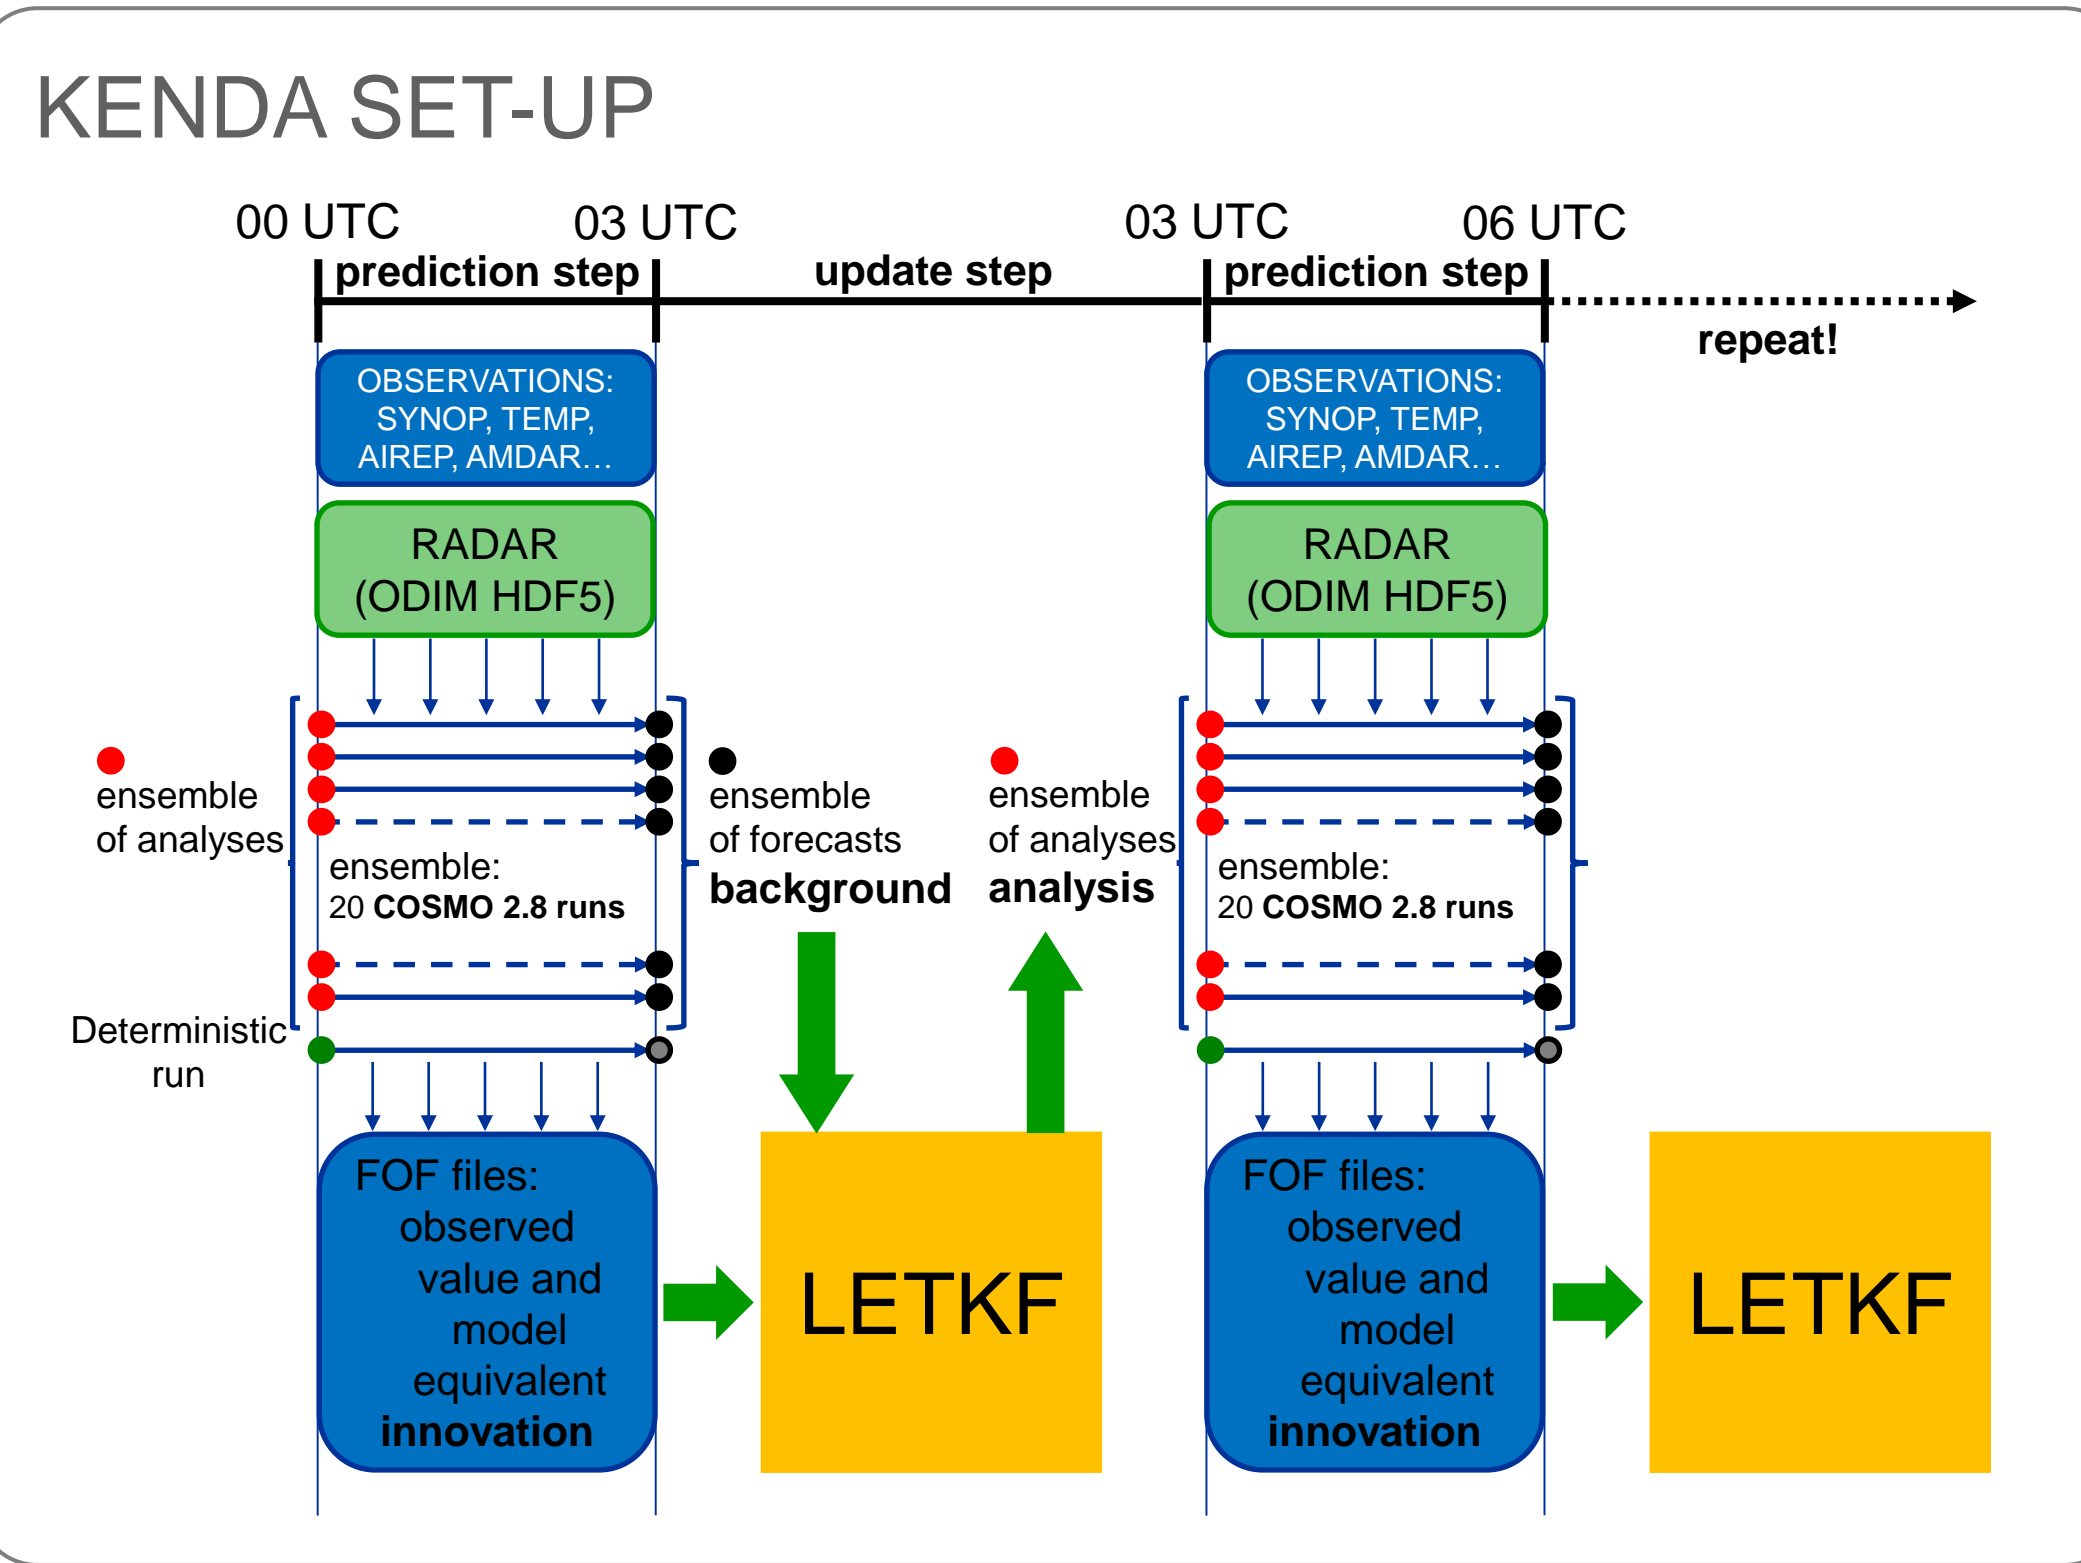 KENDA SET-UP
00 UTC
03 UTC
03 UTC
06 UTC
prediction step
update step
prediction step
repeat!
OBSERVATIONS:
SYNOP, TEMP,
AIREP, AMDAR…
OBSERVATIONS:
SYNOP, TEMP,
AIREP, AMDAR…
RADAR
(ODIM HDF5)
RADAR
(ODIM HDF5)
ensemble
of analyses
ensemble:
20 COSMO 2.8 runs
ensemble
of forecasts
background
ensemble
of analyses
analysis
ensemble:
20 COSMO 2.8 runs
Deterministic
run
FOF files:
observed
value and
model
equivalent
innovation
LETKF
FOF files:
observed
value and
model
equivalent
innovation
LETKF